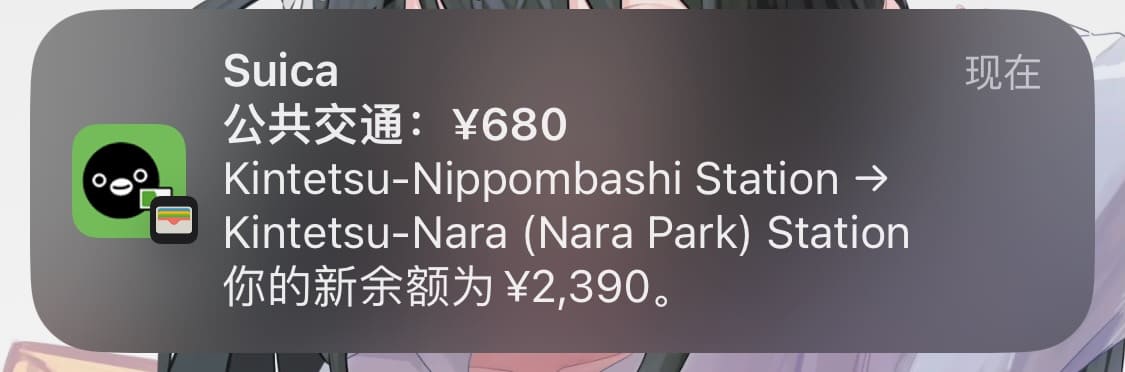 Suica
现在
公共交通：¥680
Kintetsu-Nippombashi Station →
Kintetsu-Nara (Nara Park) Station
你的新余额为 ¥2,390。